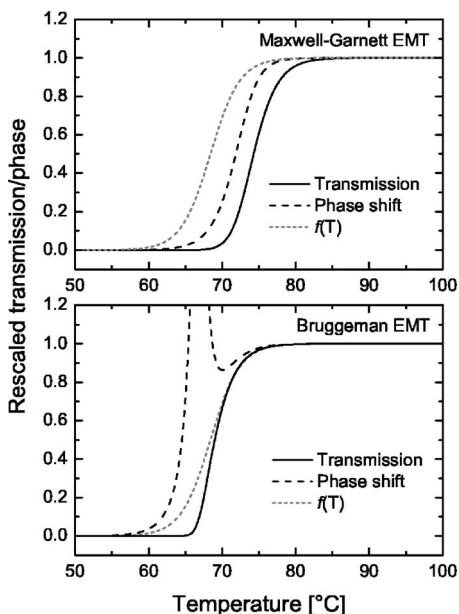 Rescaled transmission/phase
1.2
1.0
0.8
0.6
0.4
0.2
0.0
Maxwell-Garnett EMT
Transmission
Phase shift
f(T)
50 60 70 80 90 100
1.2
1.0
0.8
0.6
0.4
0.2
0.0
Bruggeman EMT
Transmission
Phase shift
f(T)
50 60 70 80 90 100
Temperature [°C]